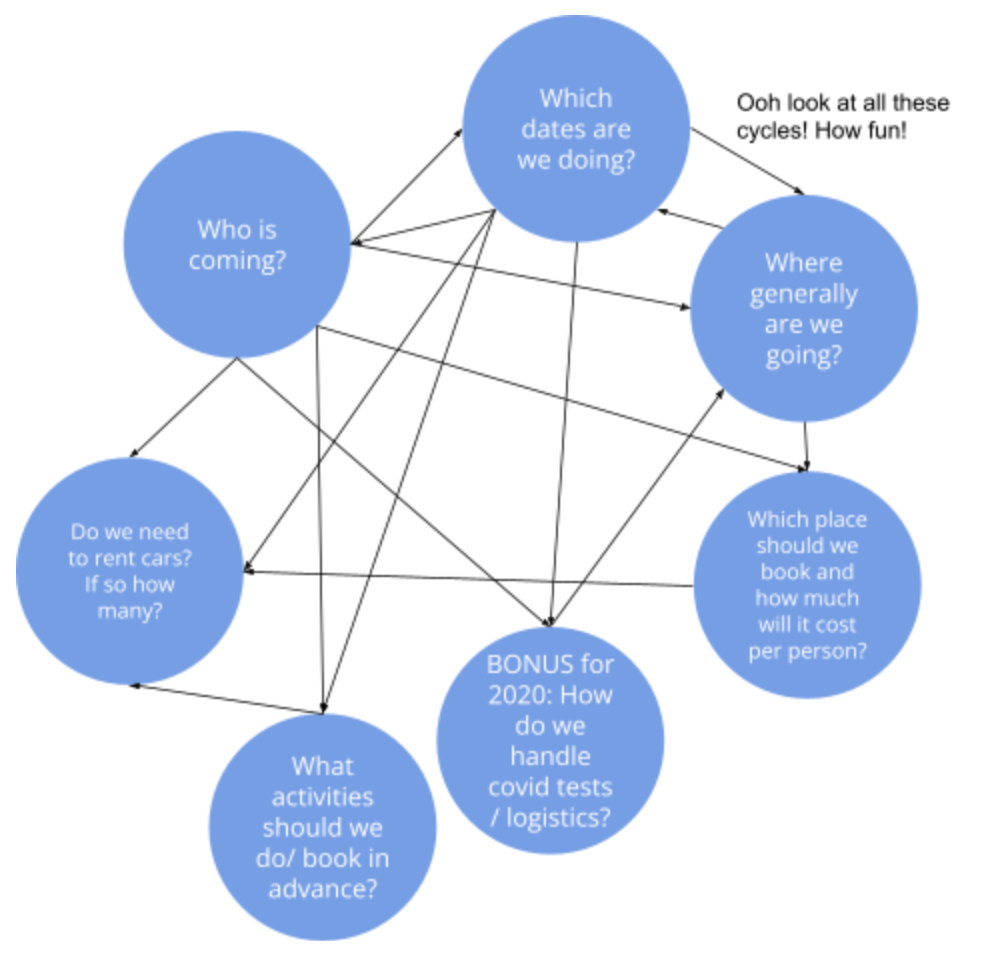 Which
dates are
we doing?
Ooh look at all these
cycles! How fun!
Who is
coming?
Where
generally
are we
going?
Do we need
to rent cars?
If so how
many?
Which place
should we
book and
how much
will it cost
per person?
BONUS for
2020: How
do we
handle
covid tests
/ logistics?
What
activities
should we
do/ book in
advance?